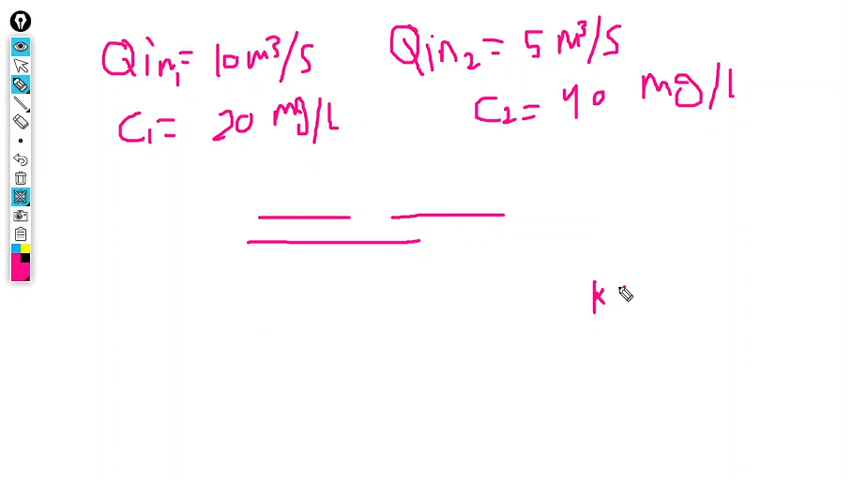 Qin₁= 10 m³/s
C₁= 20 mg/L
Qin₂= 5 m³/s
C₂= 40 mg/L
k